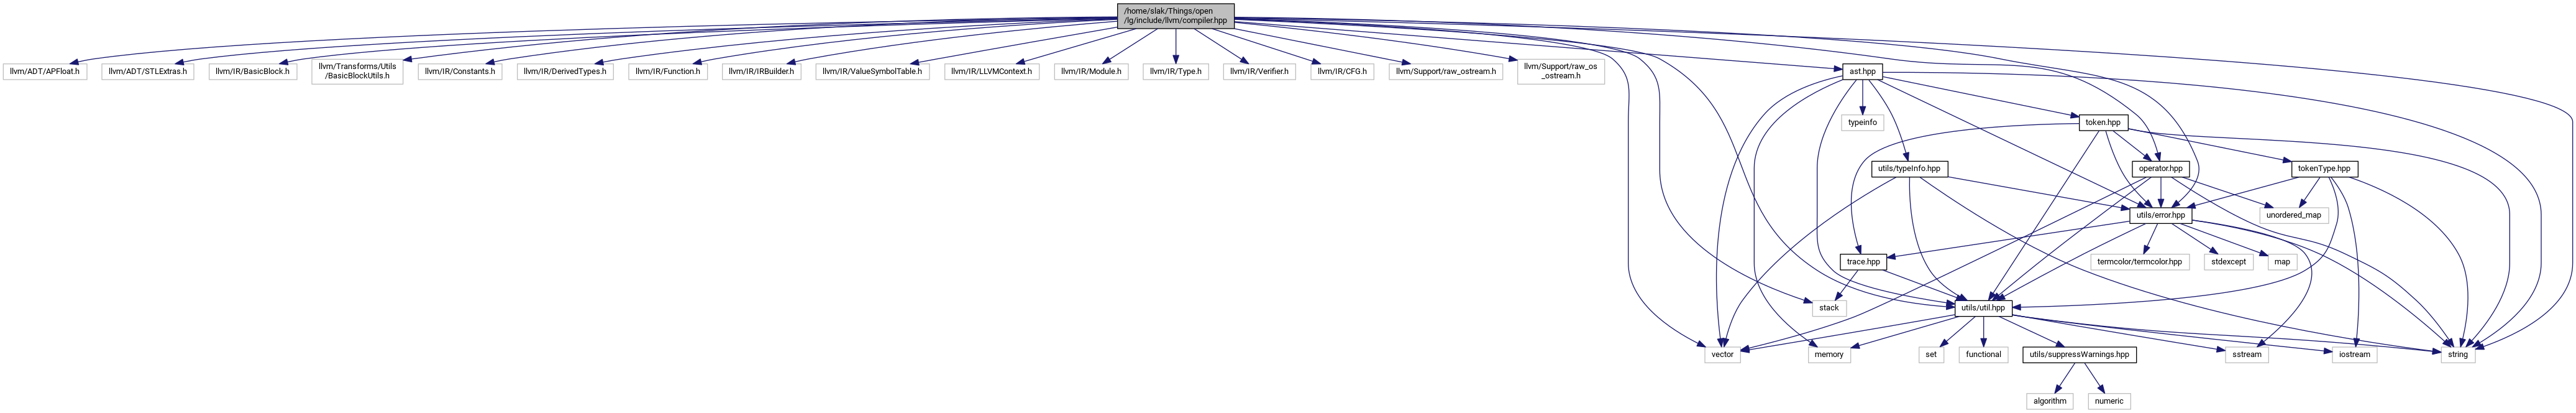 /home/slak/Things/open
/lg/include/llvm/compiler.hpp
llvm/ADT/APFloat.h
llvm/ADT/STLExtras.h
llvm/IR/BasicBlock.h
llvm/Transforms/Utils
/BasicBlockUtils.h
llvm/IR/Constants.h
llvm/IR/DerivedTypes.h
llvm/IR/Function.h
llvm/IR/IRBuilder.h
llvm/IR/ValueSymbolTable.h
llvm/IR/LLVMContext.h
llvm/IR/Module.h
llvm/IR/Type.h
llvm/IR/Verifier.h
llvm/IR/CFG.h
llvm/Support/raw_ostream.h
llvm/Support/raw_os
_ostream.h
ast.hpp
typeinfo
token.hpp
utils/typeInfo.hpp
operator.hpp
tokenType.hpp
utils/error.hpp
unordered_map
trace.hpp
termcolor/termcolor.hpp
stdexcept
map
stack
utils/util.hpp
vector
memory
set
functional
utils/suppressWarnings.hpp
sstream
iostream
string
algorithm
numeric